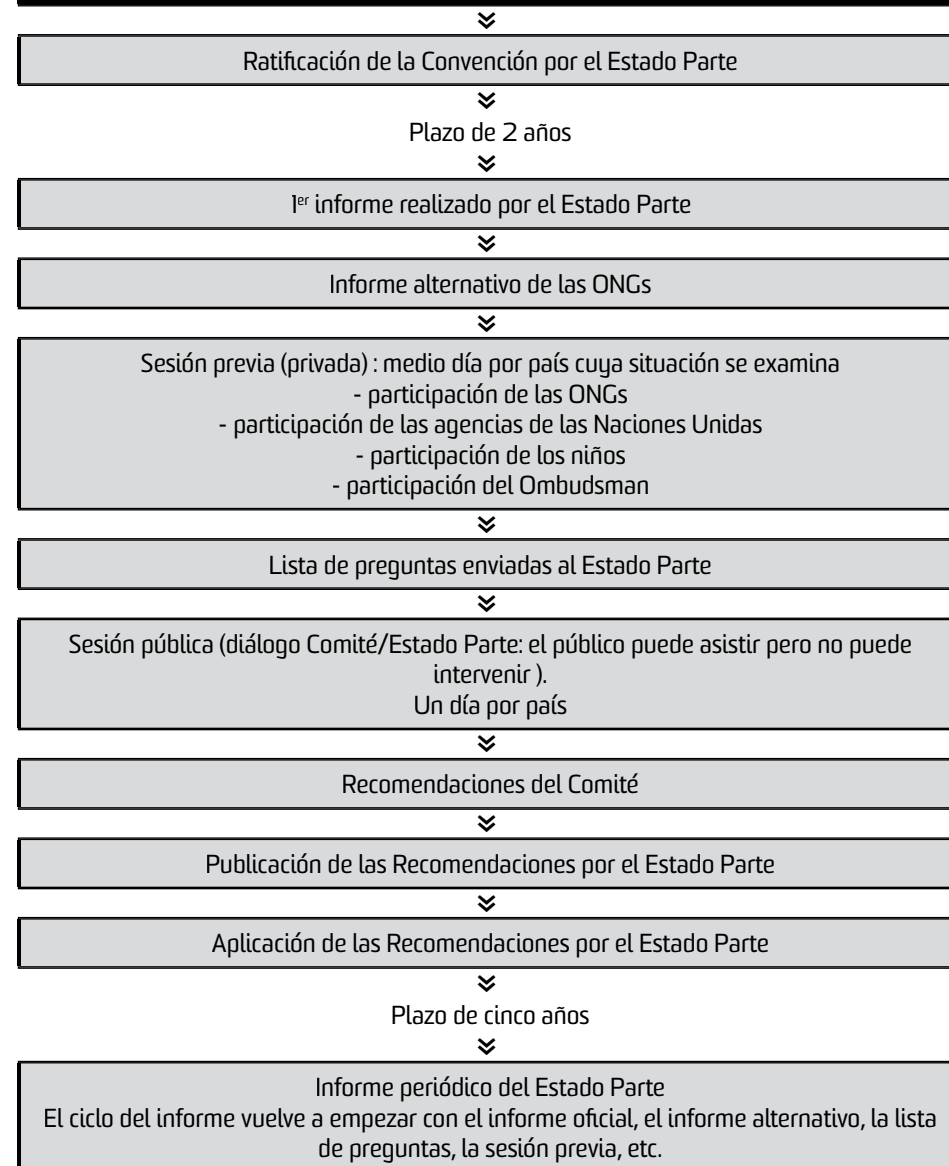 Ratificación de la Convención por el Estado Parte
Plazo de 2 años
1er informe realizado por el Estado Parte
Informe alternativo de las ONGs
Sesión previa (privada) : medio día por país cuya situación se examina
- participación de las ONGs
- participación de las agencias de las Naciones Unidas
- participación de los niños
- participación del Ombudsman
Lista de preguntas enviadas al Estado Parte
Sesión pública (diálogo Comité/Estado Parte: el público puede asistir pero no puede
intervenir ).
Un día por país
Recomendaciones del Comité
Publicación de las Recomendaciones por el Estado Parte
Aplicación de las Recomendaciones por el Estado Parte
Plazo de cinco años
Informe periódico del Estado Parte
El ciclo del informe vuelve a empezar con el informe oficial, el informe alternativo, la lista
de preguntas, la sesión previa, etc.